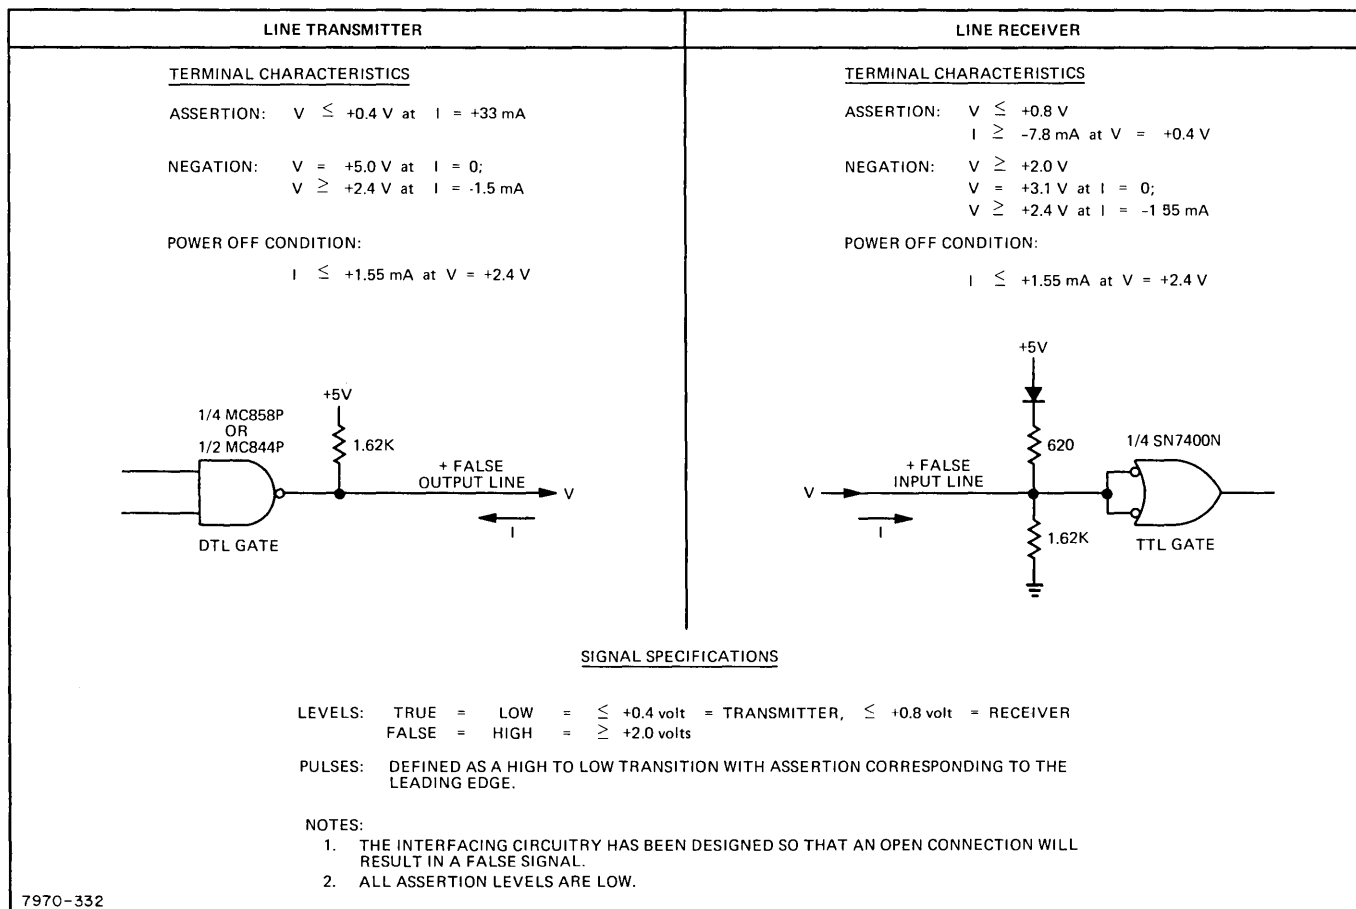 LINE TRANSMITTER
TERMINAL CHARACTERISTICS
ASSERTION: V ≤ +0.4 V at I = +33 mA
NEGATION: V = +5.0 V at I = 0;
V ≥ +2.4 V at I = -1.5 mA
POWER OFF CONDITION:
I ≤ +1.55 mA at V = +2.4 V
1/4 MC858P
OR
1/2 MC844P
+5V
1.62K
+ FALSE
OUTPUT LINE
V
I
DTL GATE
LINE RECEIVER
TERMINAL CHARACTERISTICS
ASSERTION: V ≤ +0.8 V
I ≥ -7.8 mA at V = +0.4 V
NEGATION: V ≥ +2.0 V
V = +3.1 V at I = 0;
V ≥ +2.4 V at I = -1 55 mA
POWER OFF CONDITION:
I ≤ +1.55 mA at V = +2.4 V
+5V
620
1/4 SN7400N
+ FALSE
INPUT LINE
V
I
1.62K
TTL GATE
SIGNAL SPECIFICATIONS
LEVELS: TRUE = LOW = ≤ +0.4 volt = TRANSMITTER, ≤ +0.8 volt = RECEIVER
FALSE = HIGH = ≥ +2.0 volts
PULSES: DEFINED AS A HIGH TO LOW TRANSITION WITH ASSERTION CORRESPONDING TO THE
LEADING EDGE.
NOTES:
1. THE INTERFACING CIRCUITRY HAS BEEN DESIGNED SO THAT AN OPEN CONNECTION WILL
RESULT IN A FALSE SIGNAL.
2. ALL ASSERTION LEVELS ARE LOW.
7970-332